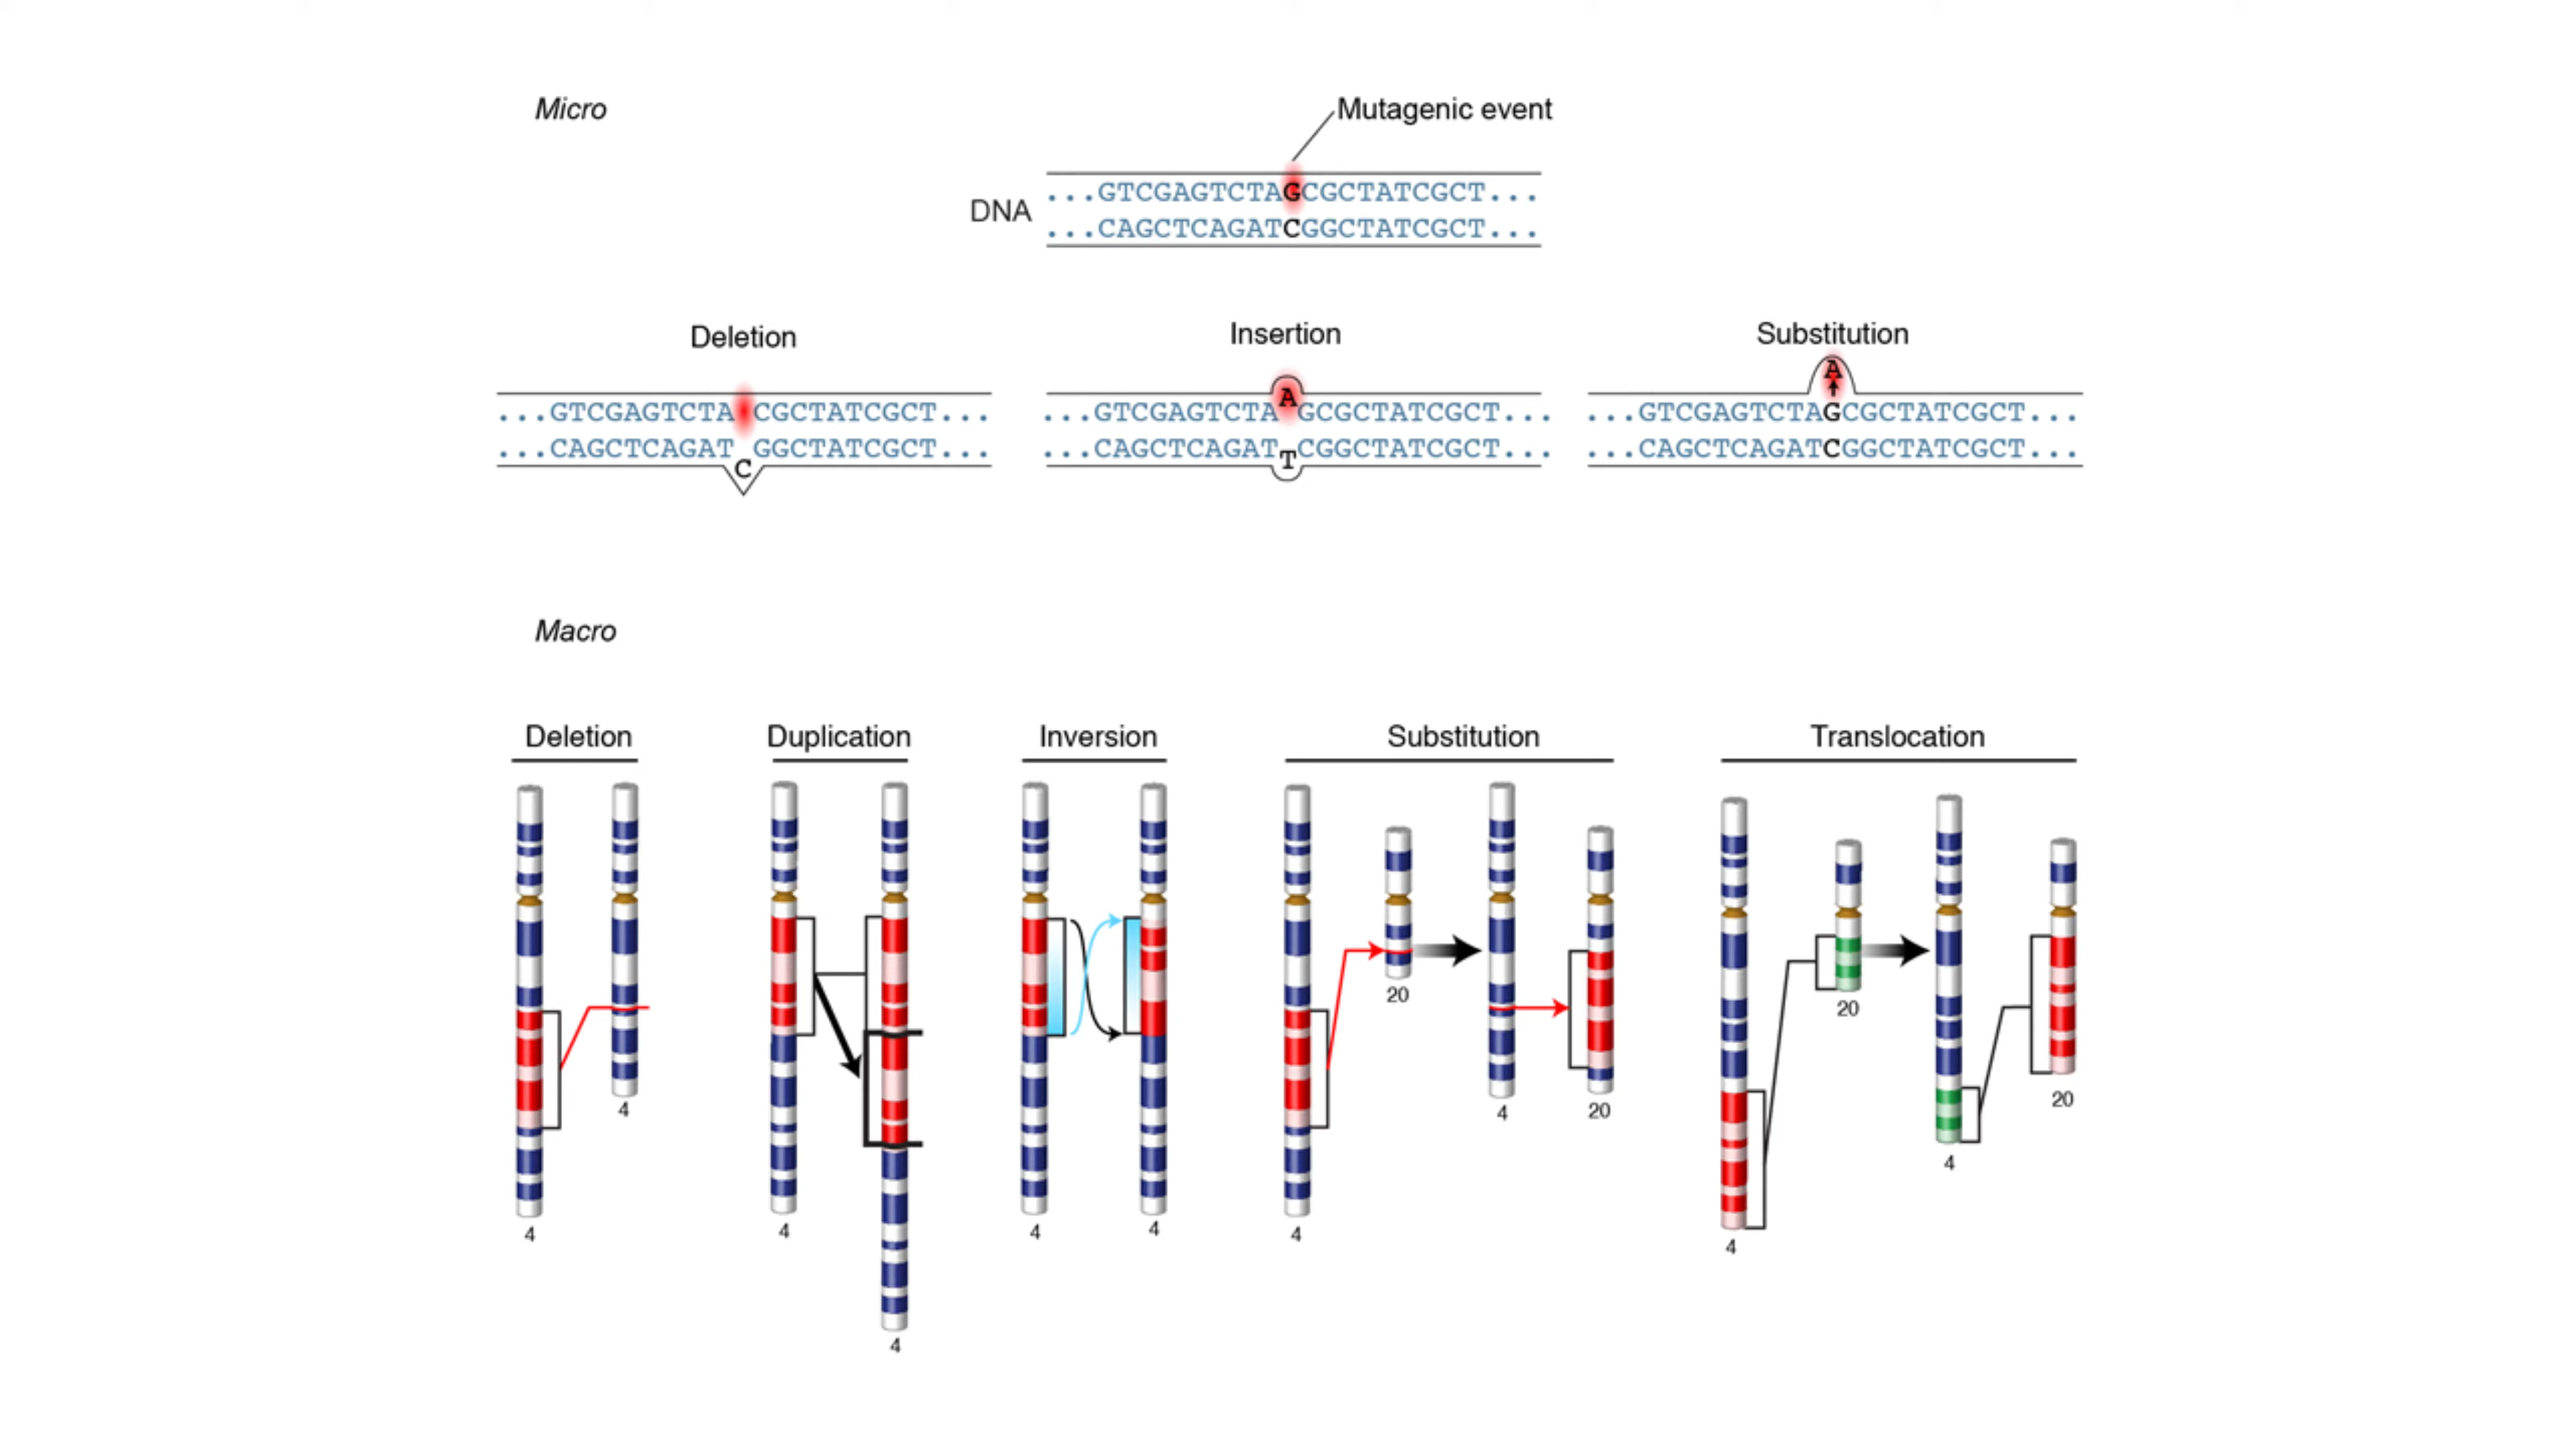 Micro
Mutagenic event
DNA
...GTCGAGTCTAGCGCTATCGCT...
...CAGCTCAGATCGGCTATCGCT...
Deletion
...GTCGAGTCTA CGCTATCGCT...
...CAGCTCAGAT GGCTATCGCT...
C
Insertion
A
...GTCGAGTCTA GCGCTATCGCT...
...CAGCTCAGAT CGGCTATCGCT...
T
Substitution
A
...GTCGAGTCTAGCGCTATCGCT...
...CAGCTCAGATCGGCTATCGCT...
Macro
Deletion
4
4
Duplication
4
4
Inversion
4
4
Substitution
4
20
4
20
Translocation
4
20
4
20